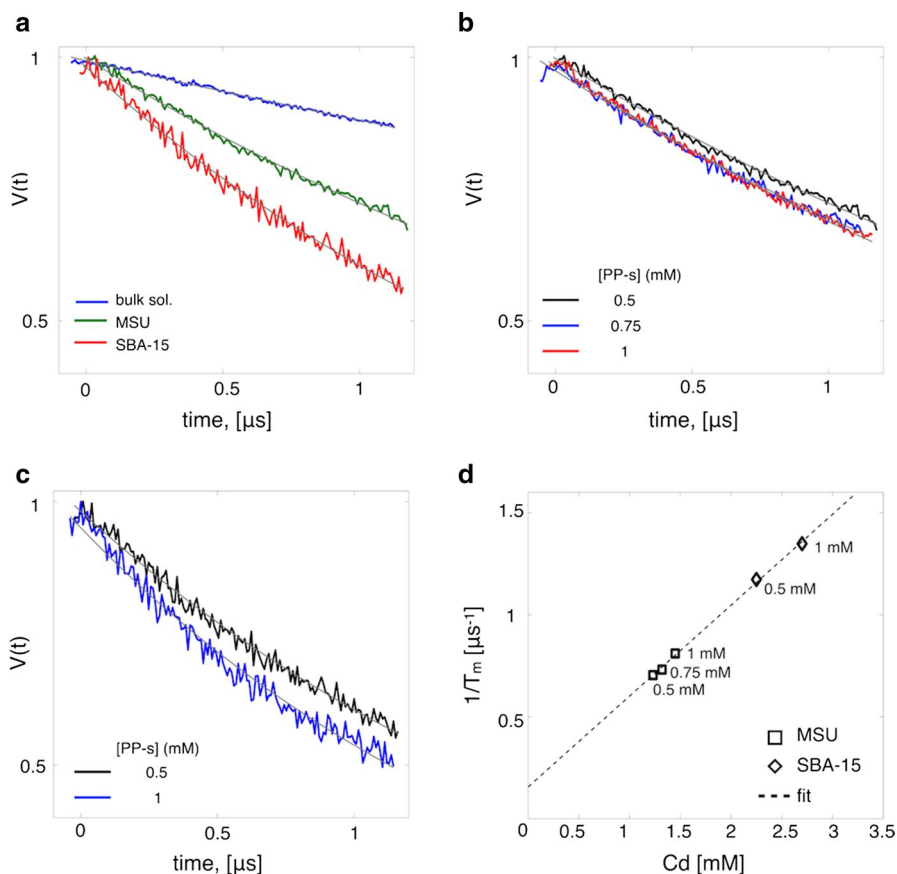 a
1
V(t)
0.5
bulk sol.
MSU
SBA-15
0 0.5 1
time, [μs]
b
1
V(t)
0.5
[PP-s] (mM)
0.5
0.75
1
0 0.5 1
time, [μs]
c
1
V(t)
0.5
[PP-s] (mM)
0.5
1
0 0.5 1
time, [μs]
d
1.5
1
0.5
1/Tₘ [μs⁻¹]
1 mM
0.5 mM
1 mM
0.75 mM
0.5 mM
MSU
SBA-15
fit
0 0.5 1 1.5 2 2.5 3 3.5
Cd [mM]